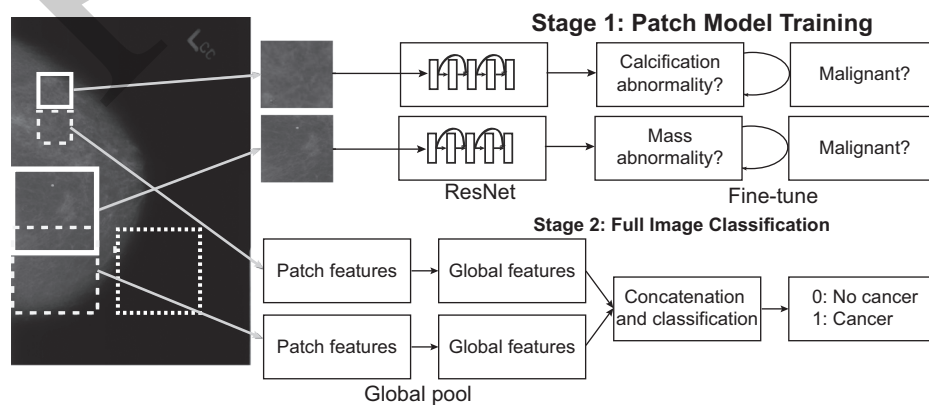 Stage 1: Patch Model Training
Lcc
Calcification
abnormality?
Malignant?
Mass
abnormality?
Malignant?
ResNet
Fine-tune
Stage 2: Full Image Classification
Patch features
Global features
Concatenation
and classification
0: No cancer
1: Cancer
Patch features
Global features
Global pool